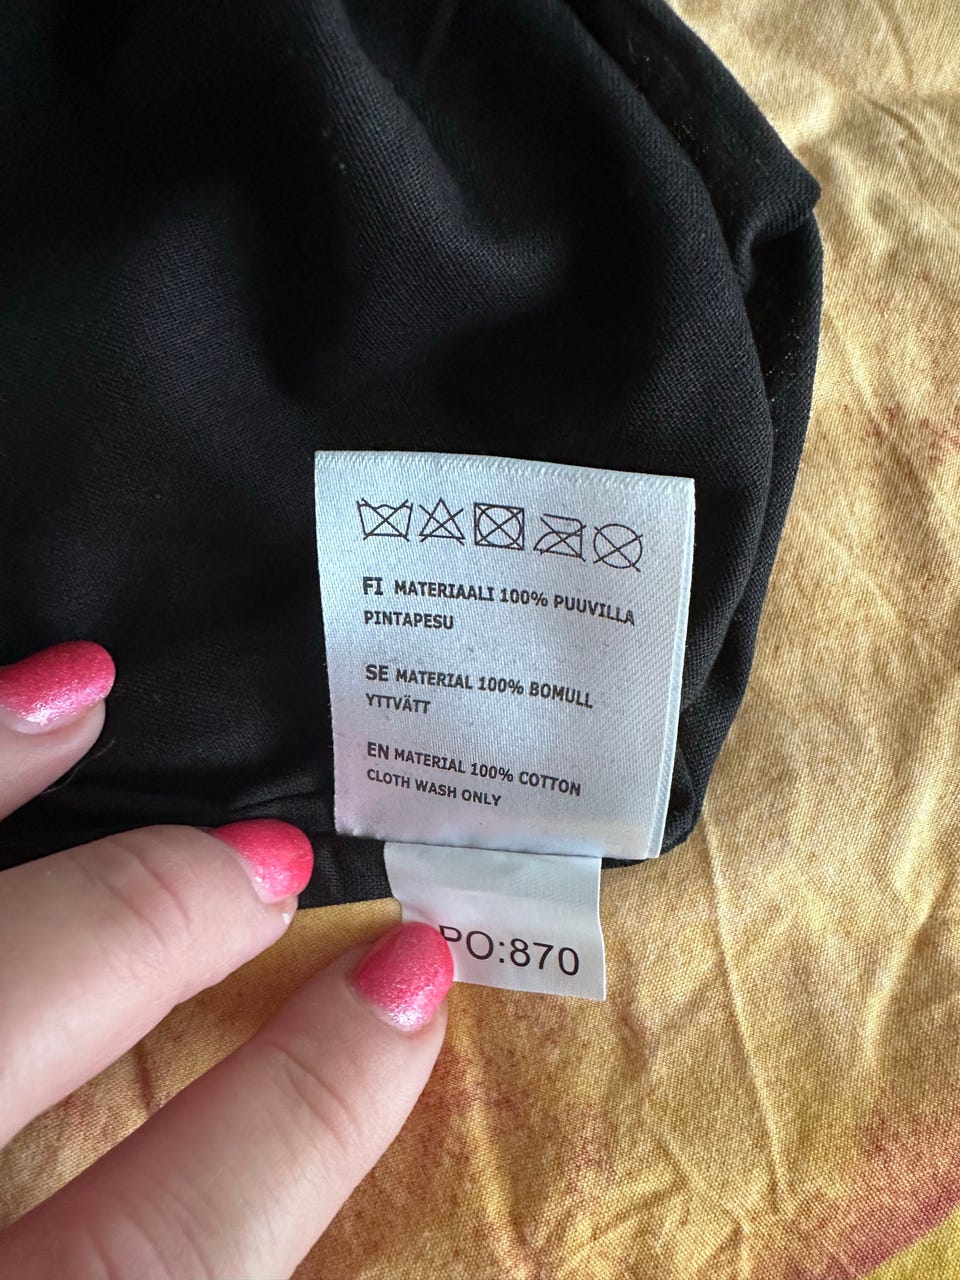 FI MATERIAALI 100% PUUVILLA
PINTAPESU
SE MATERIAL 100% BOMULL
YTTVÄTT
EN MATERIAL 100% COTTON
CLOTH WASH ONLY
PO:870